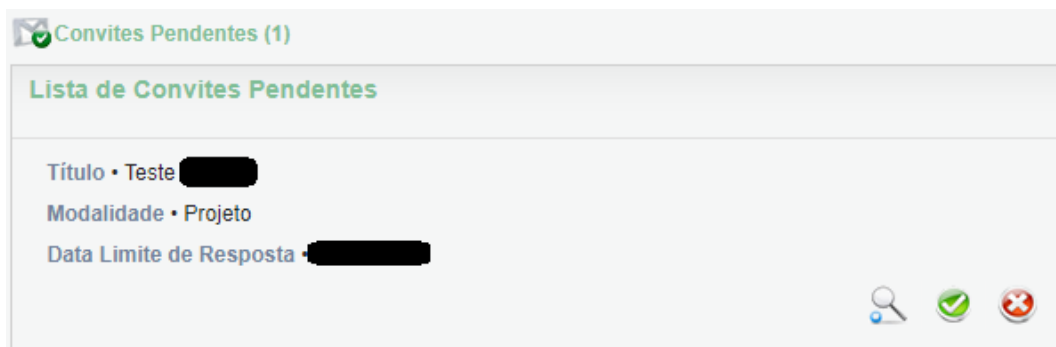 Convites Pendentes (1)
Lista de Convites Pendentes
Título • Teste
Modalidade • Projeto
Data Limite de Resposta •